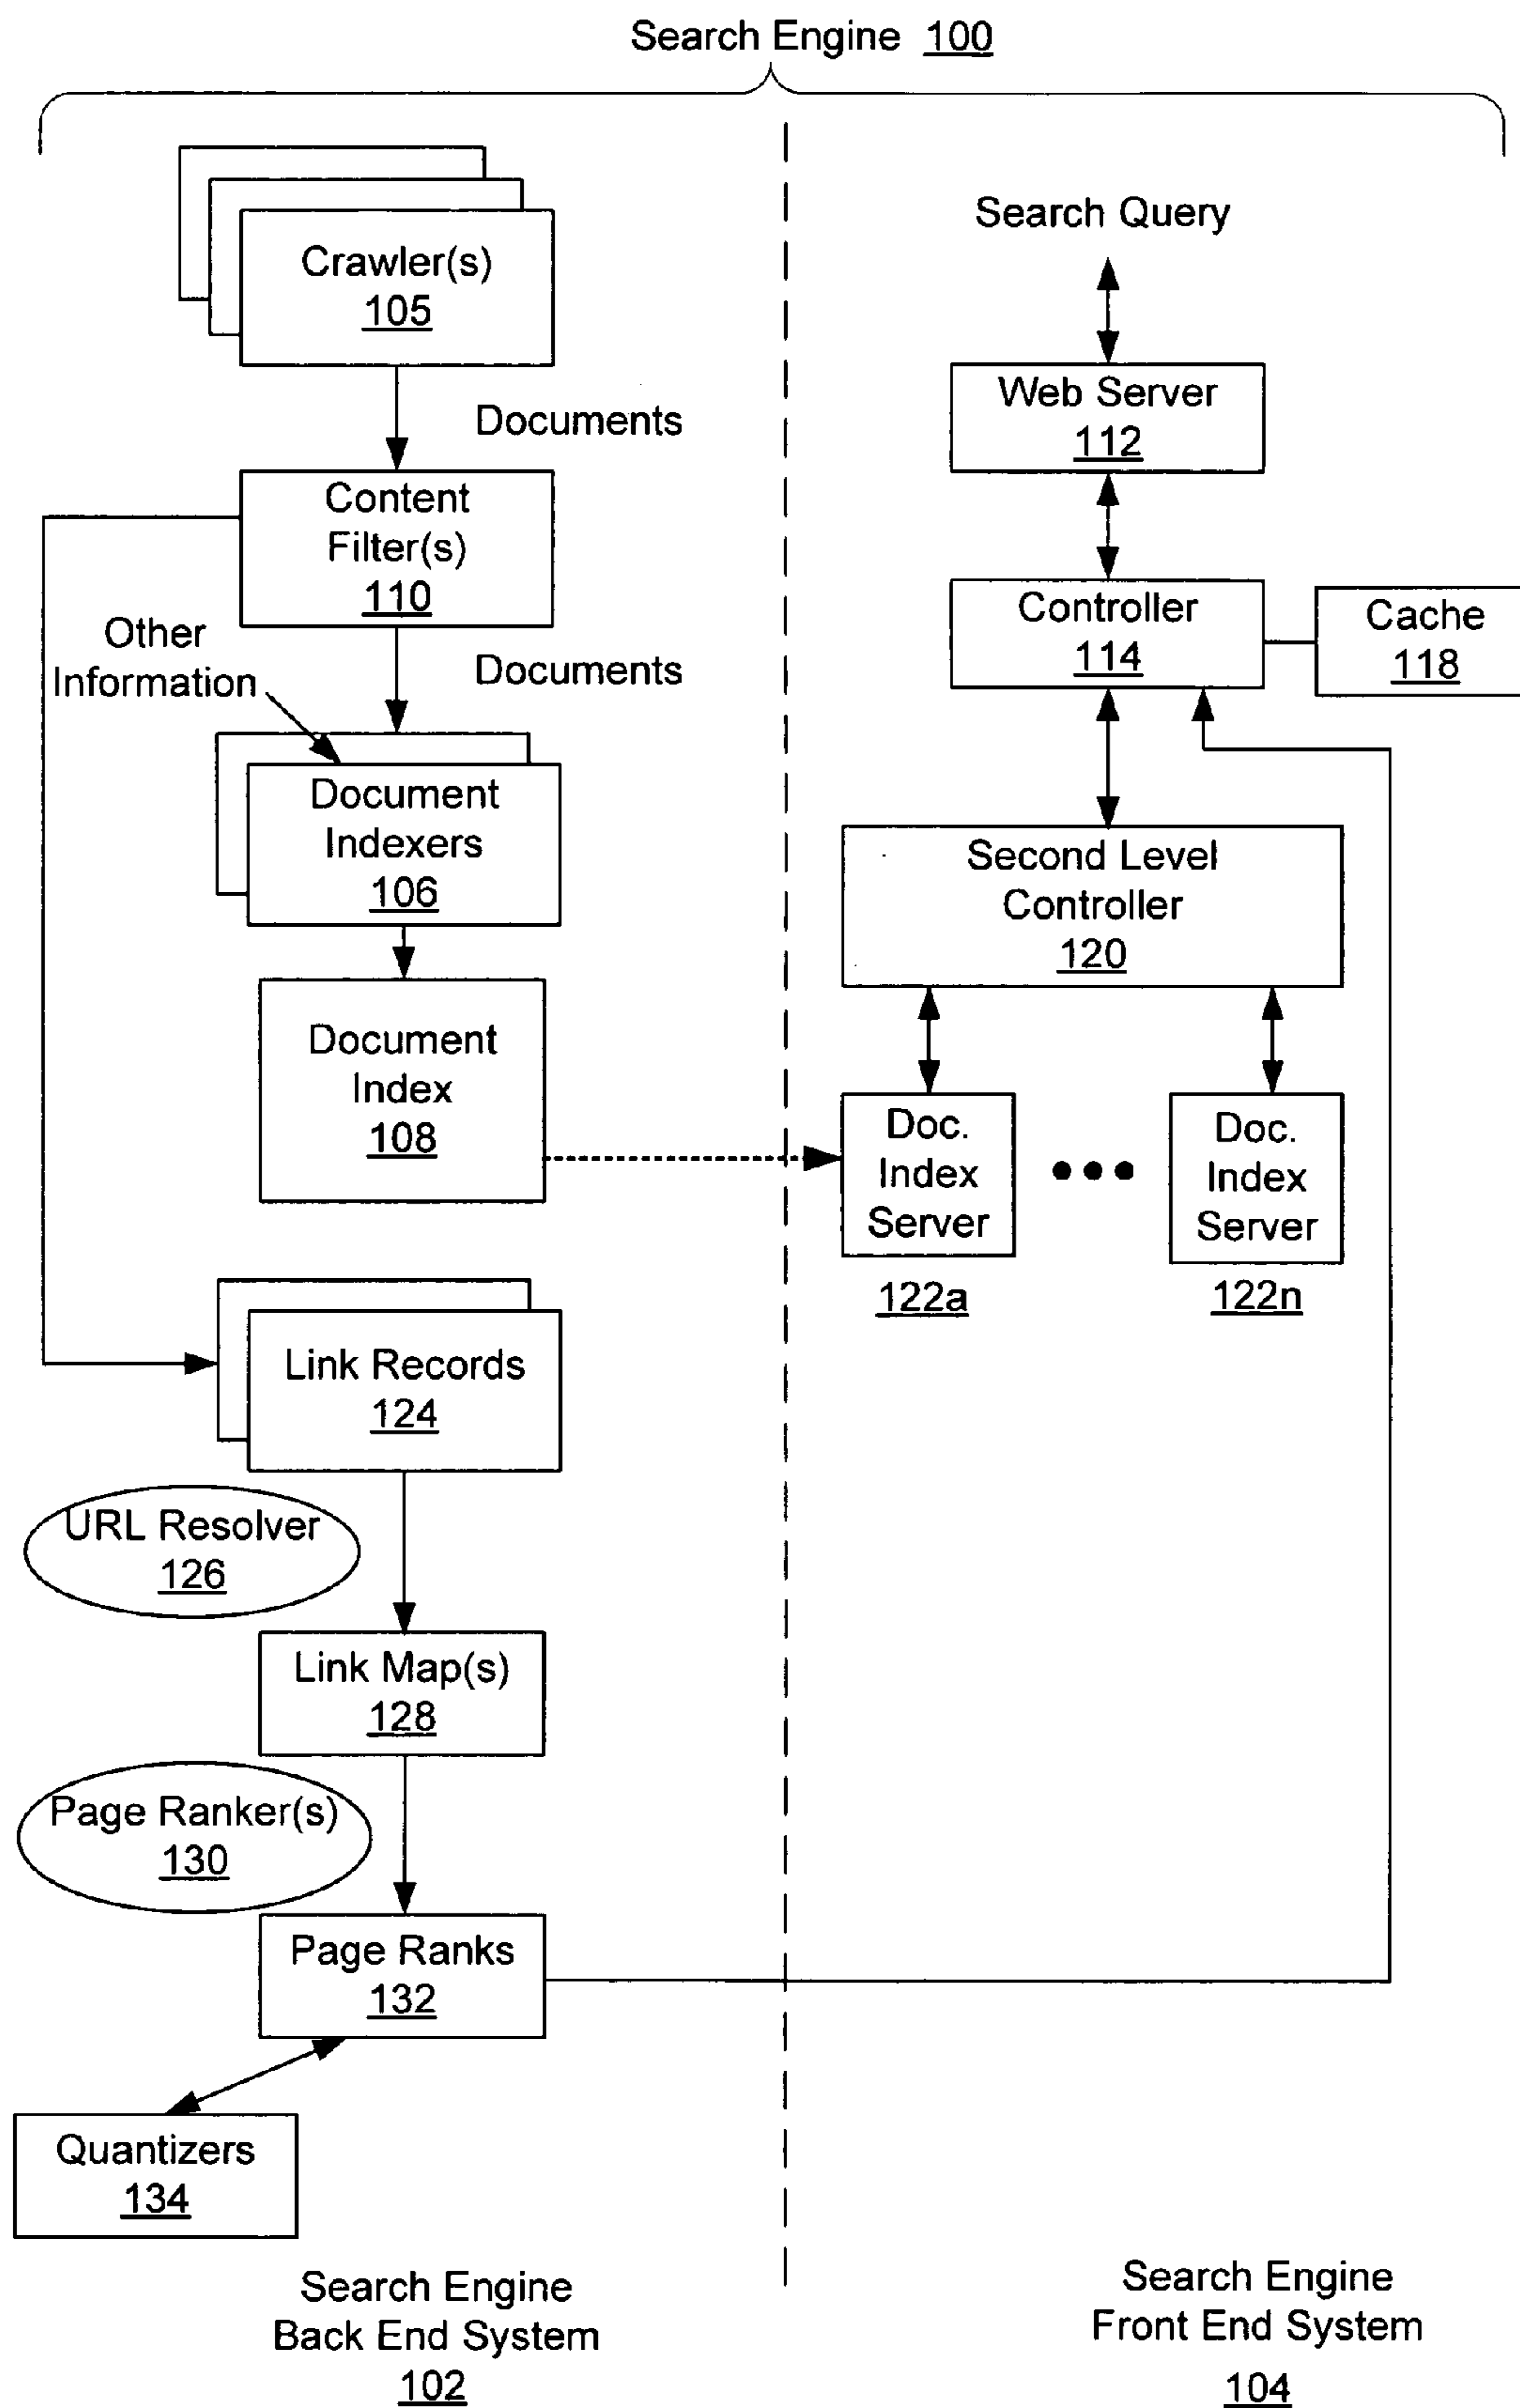 Search Engine 100
Crawler(s)
105
Documents
Content
Filter(s)
110
Other
Information
Documents
Document
Indexers
106
Document
Index
108
Link Records
124
URL Resolver
126
Link Map(s)
128
Page Ranker(s)
130
Page Ranks
132
Quantizers
134
Search Engine
Back End System
102
Search Query
Web Server
112
Controller
114
Cache
118
Second Level
Controller
120
Doc.
Index
Server
122a
Doc.
Index
Server
122n
Search Engine
Front End System
104